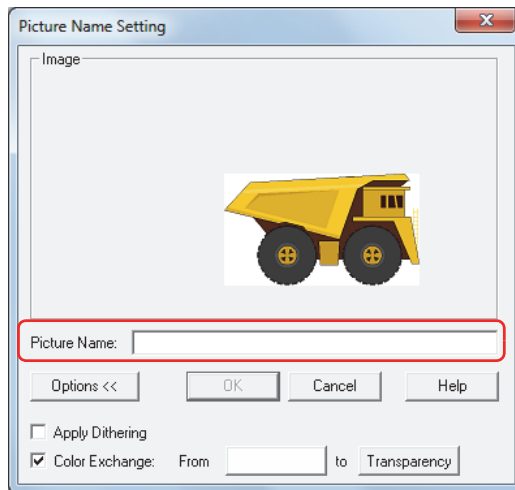 Picture Name Setting
Image
Picture Name:
Options << OK Cancel Help
Apply Dithering
Color Exchange: From to Transparency